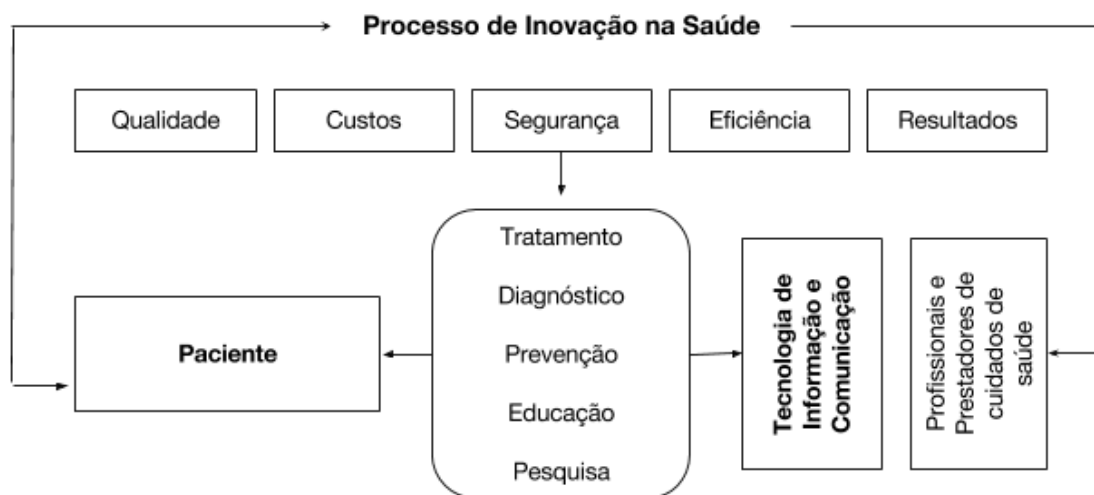 Processo de Inovação na Saúde
Qualidade
Custos
Segurança
Eficiência
Resultados
Tratamento
Diagnóstico
Prevenção
Educação
Pesquisa
Paciente
Tecnologia de
Informação e
Comunicação
Profissionais e
Prestadores de
cuidados de
saúde